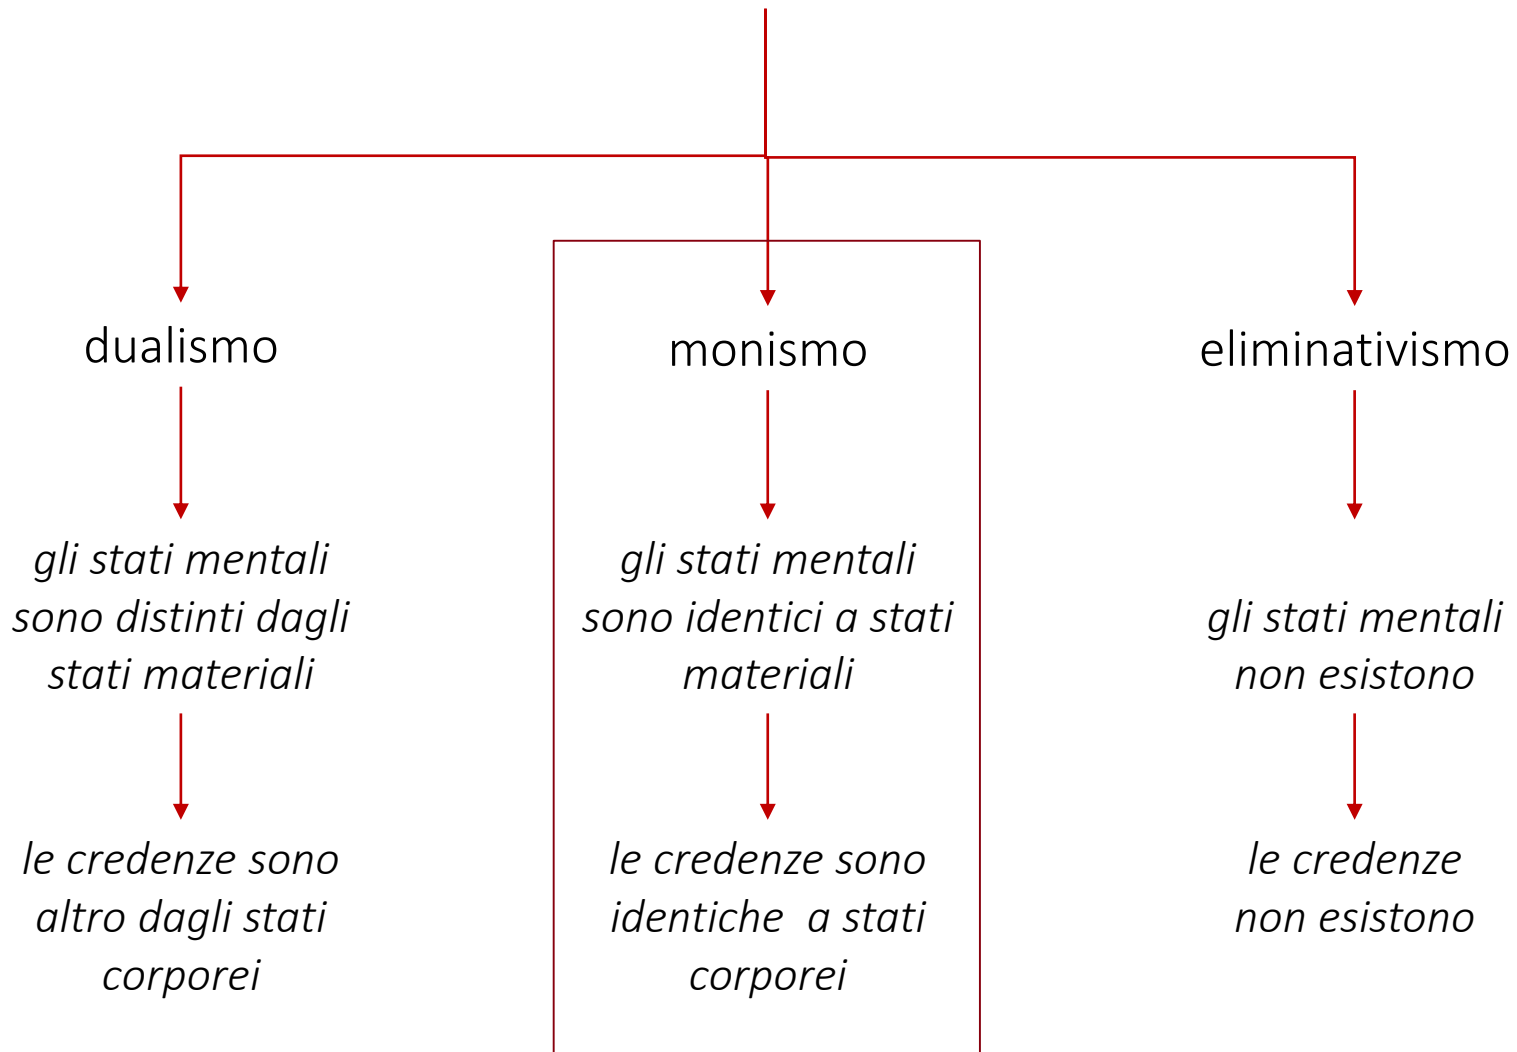 dualismo
gli stati mentali
sono distinti dagli
stati materiali
le credenze sono
altro dagli stati
corporei
monismo
gli stati mentali
sono identici a stati
materiali
le credenze sono
identiche  a stati
corporei
eliminativismo
gli stati mentali
non esistono
le credenze
non esistono